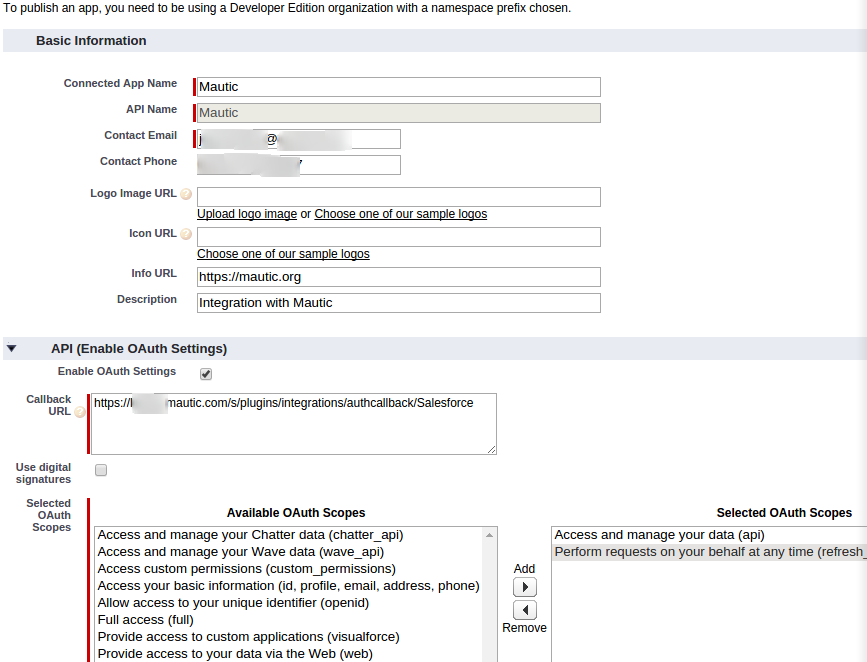 To publish an app, you need to be using a Developer Edition organization with a namespace prefix chosen.
Basic Information
Connected App Name Mautic
API Name Mautic
Contact Email j @
Contact Phone
Logo Image URL
Upload logo image or Choose one of our sample logos
Icon URL
Choose one of our sample logos
Info URL https://mautic.org
Description Integration with Mautic
API (Enable OAuth Settings)
Enable OAuth Settings
Callback URL https:// mautic.com/s/plugins/integrations/authcallback/Salesforce
Use digital signatures
Selected OAuth Scopes
Available OAuth Scopes
Access and manage your Chatter data (chatter_api)
Access and manage your Wave data (wave_api)
Access custom permissions (custom_permissions)
Access your basic information (id, profile, email, address, phone)
Allow access to your unique identifier (openid)
Full access (full)
Provide access to custom applications (visualforce)
Provide access to your data via the Web (web)
Add
Remove
Selected OAuth Scopes
Access and manage your data (api)
Perform requests on your behalf at any time (refresh_